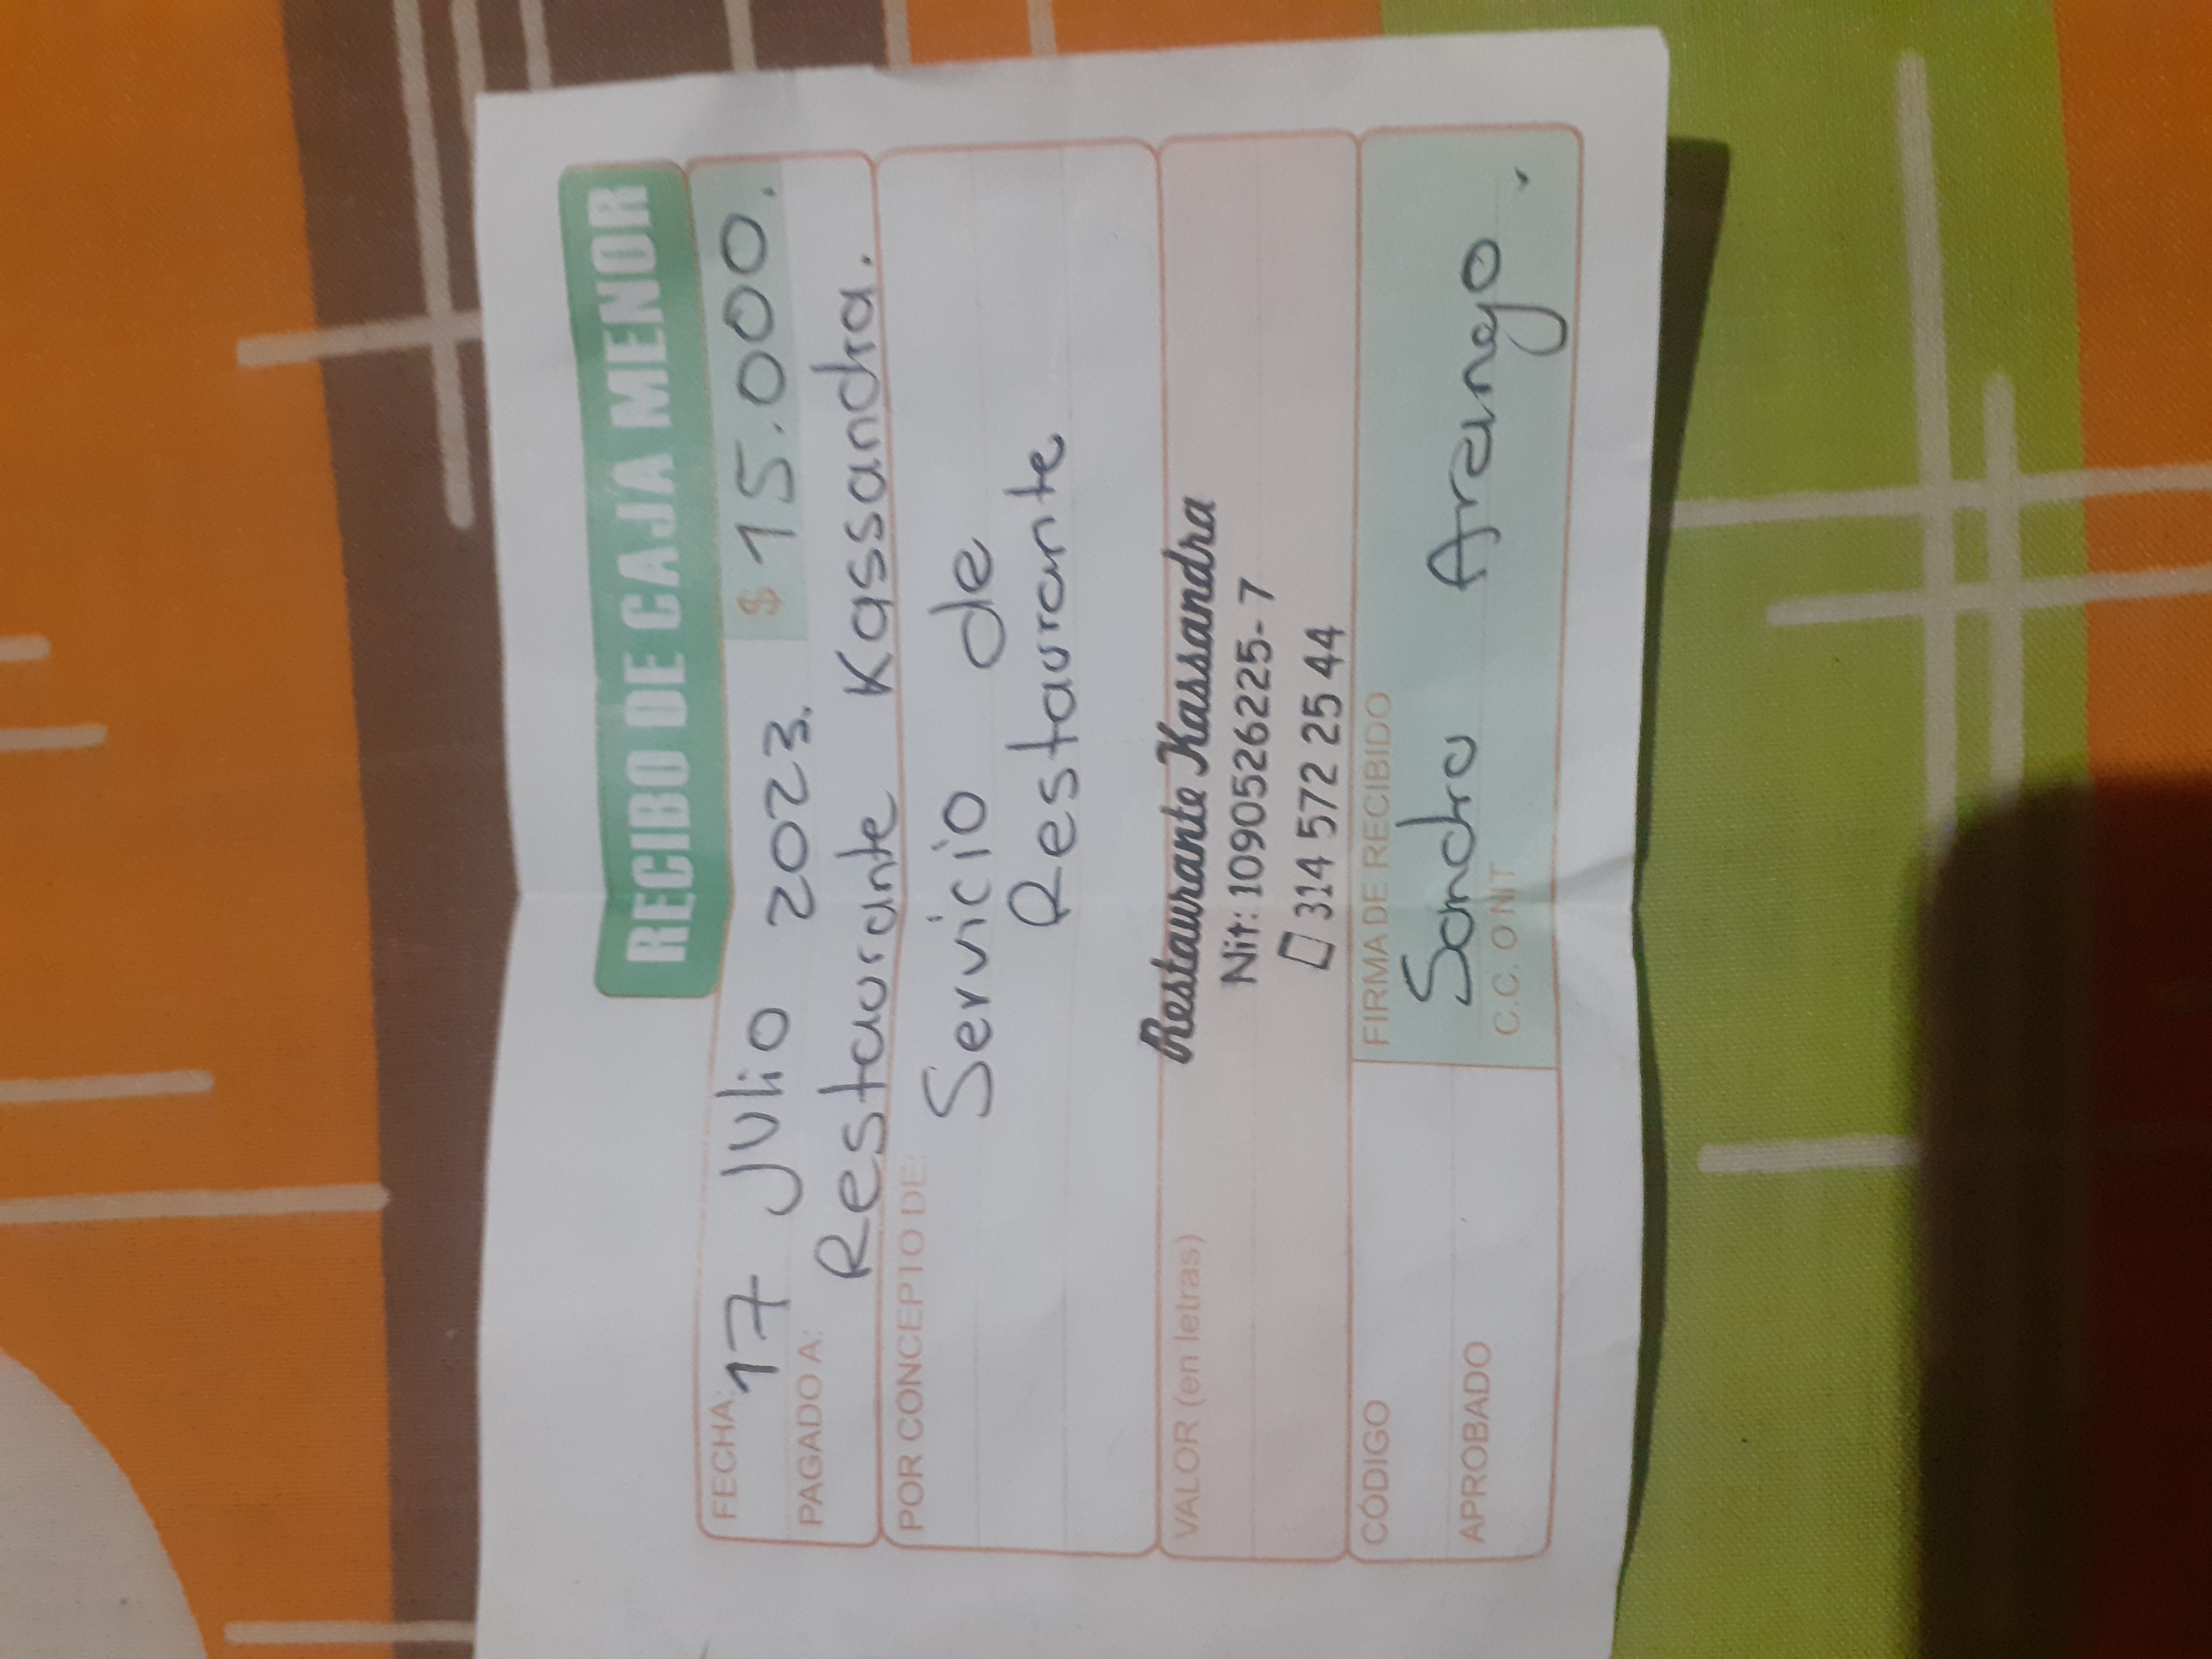 RECIBO DE CAJA MENOR
FECHA: 17 Julio 2023. $ 15.000.
PAGADO A: Restaurante Kassandra.
POR CONCEPTO DE: Servicio de
Restaurante
VALOR (en letras)
Restaurante Kassandra
Nit: 1090526225-7
314 572 25 44
CÓDIGO
FIRMA DE RECIBIDO
Sandra Arango.
APROBADO
C.C. O NIT